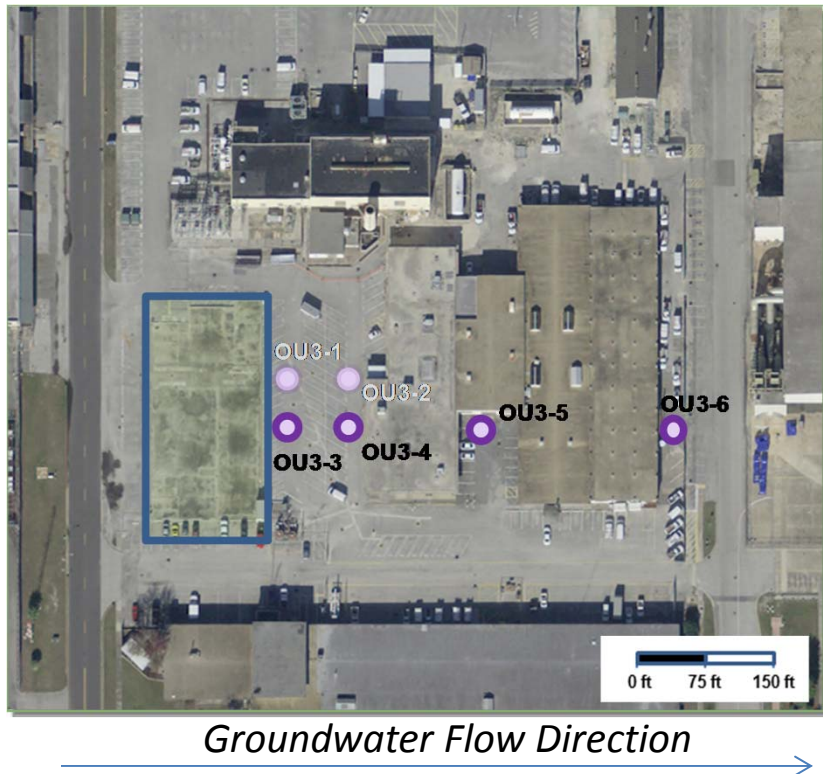 OU3-1
OU3-2
OU3-3
OU3-4
OU3-5
OU3-6
0 ft 75 ft 150 ft
Groundwater Flow Direction